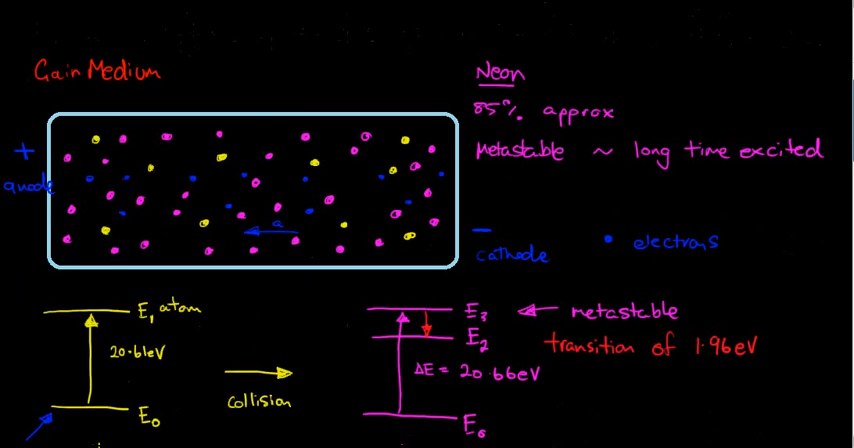 Gain Medium
Neon
85% approx
Metastable ~ long time excited
+
anode
a
-
cathode
• electrons
E₁ atom
20.61eV
E₀
collision
E₃ ← metastable
E₂
transition of 1.96eV
ΔE = 20.66eV
E₀